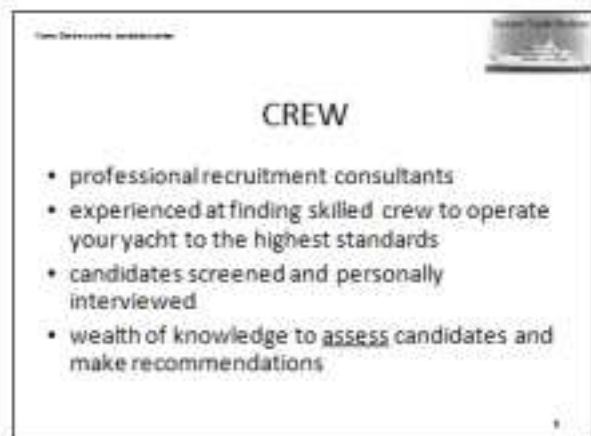 CREW
• professional recruitment consultants
• experienced at finding skilled crew to operate
your yacht to the highest standards
• candidates screened and personally
interviewed
• wealth of knowledge to assess candidates and
make recommendations